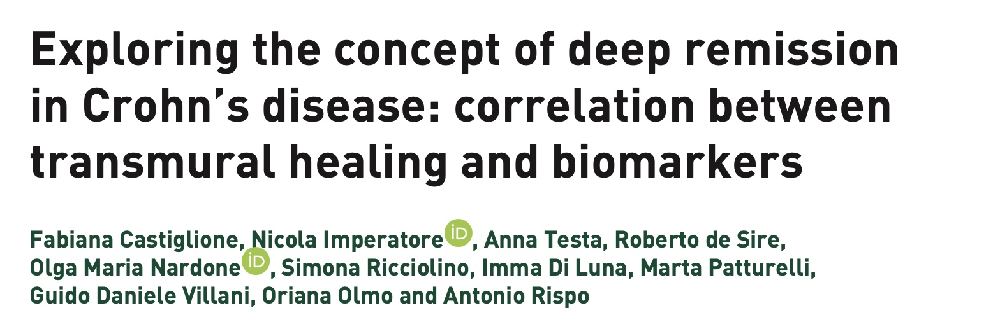 Exploring the concept of deep remission
in Crohn’s disease: correlation between
transmural healing and biomarkers
Fabiana Castiglione, Nicola Imperatore iD, Anna Testa, Roberto de Sire,
Olga Maria Nardone iD, Simona Ricciolino, Imma Di Luna, Marta Patturelli,
Guido Daniele Villani, Oriana Olmo and Antonio Rispo